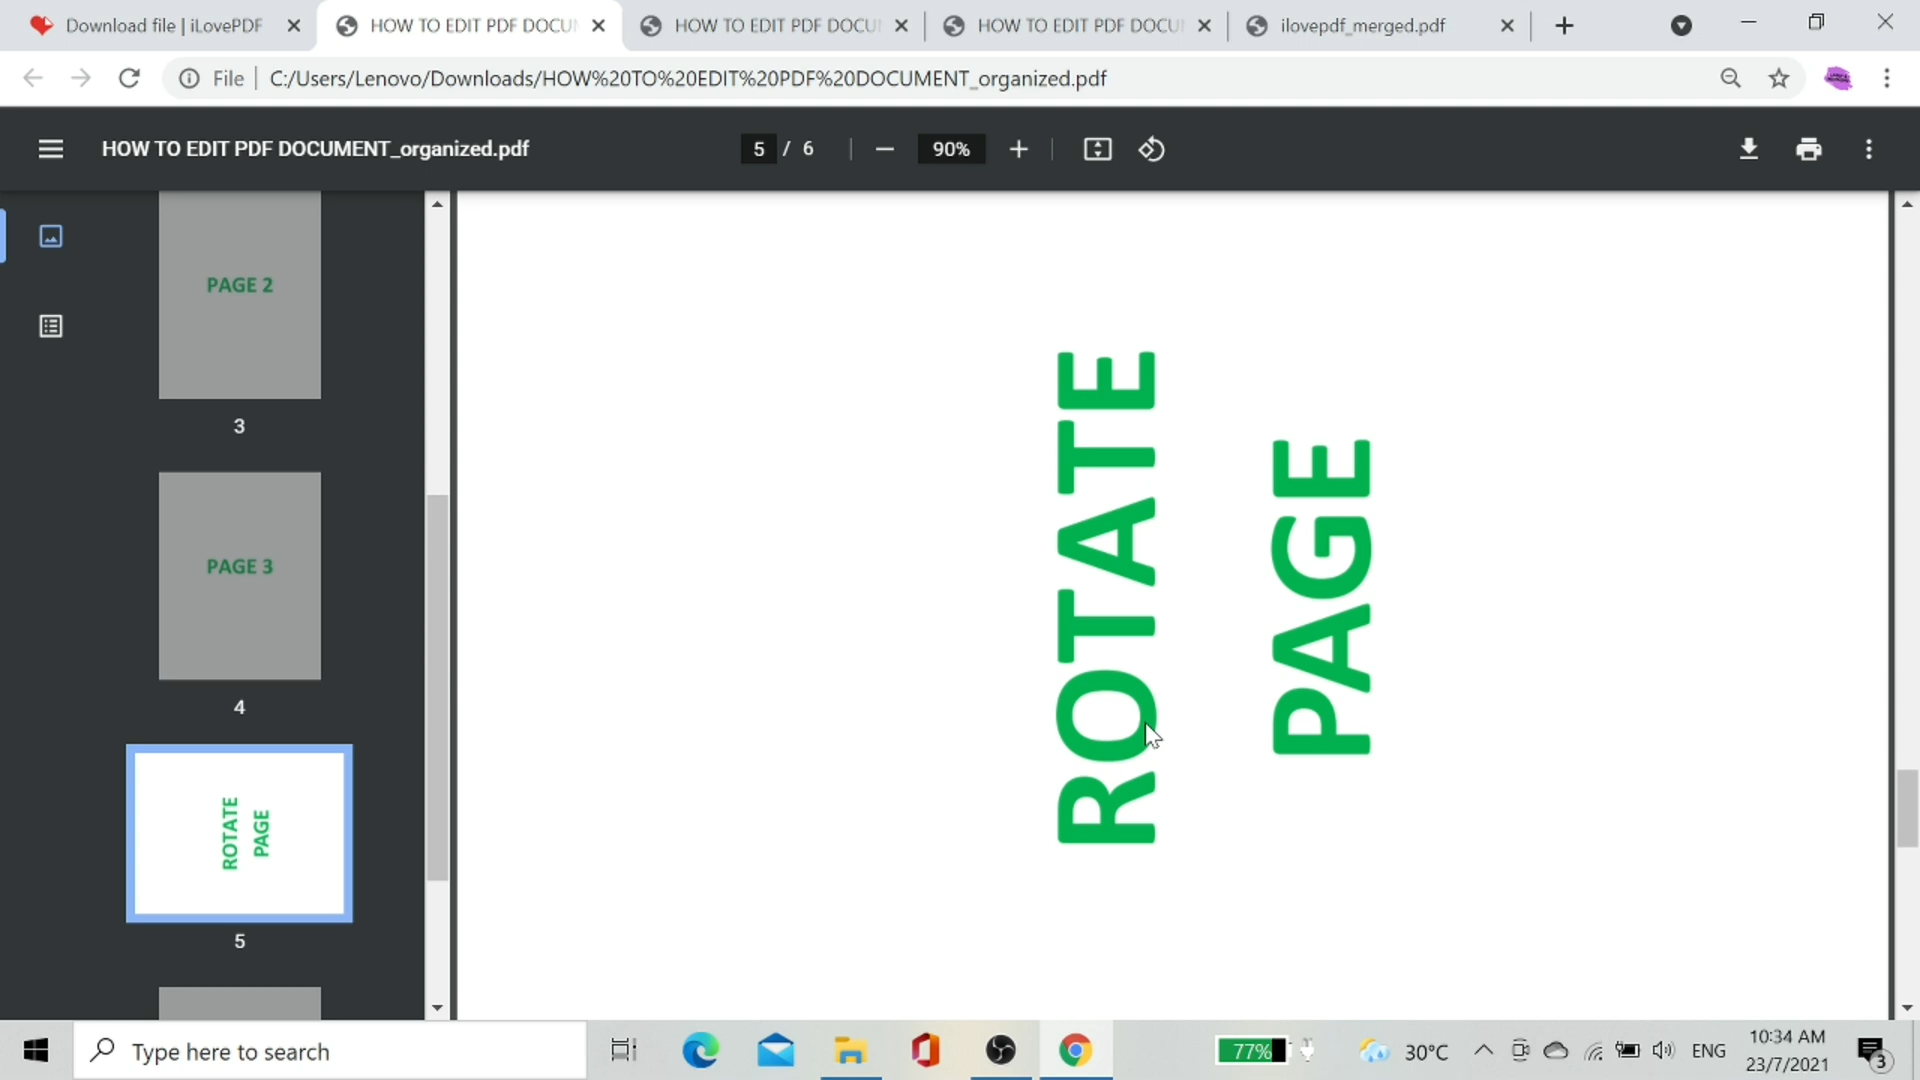 Download file | iLovePDF
HOW TO EDIT PDF DOCU
HOW TO EDIT PDF DOCU
HOW TO EDIT PDF DOCU
ilovepdf_merged.pdf
File
C:/Users/Lenovo/Downloads/HOW%20TO%20EDIT%20PDF%20DOCUMENT_organized.pdf
HOW TO EDIT PDF DOCUMENT_organized.pdf
5 / 6
90%
PAGE 2
3
PAGE 3
4
ROTATE
PAGE
5
ROTATE
PAGE
Type here to search
77%
30°C
ENG
10:34 AM
23/7/2021
3